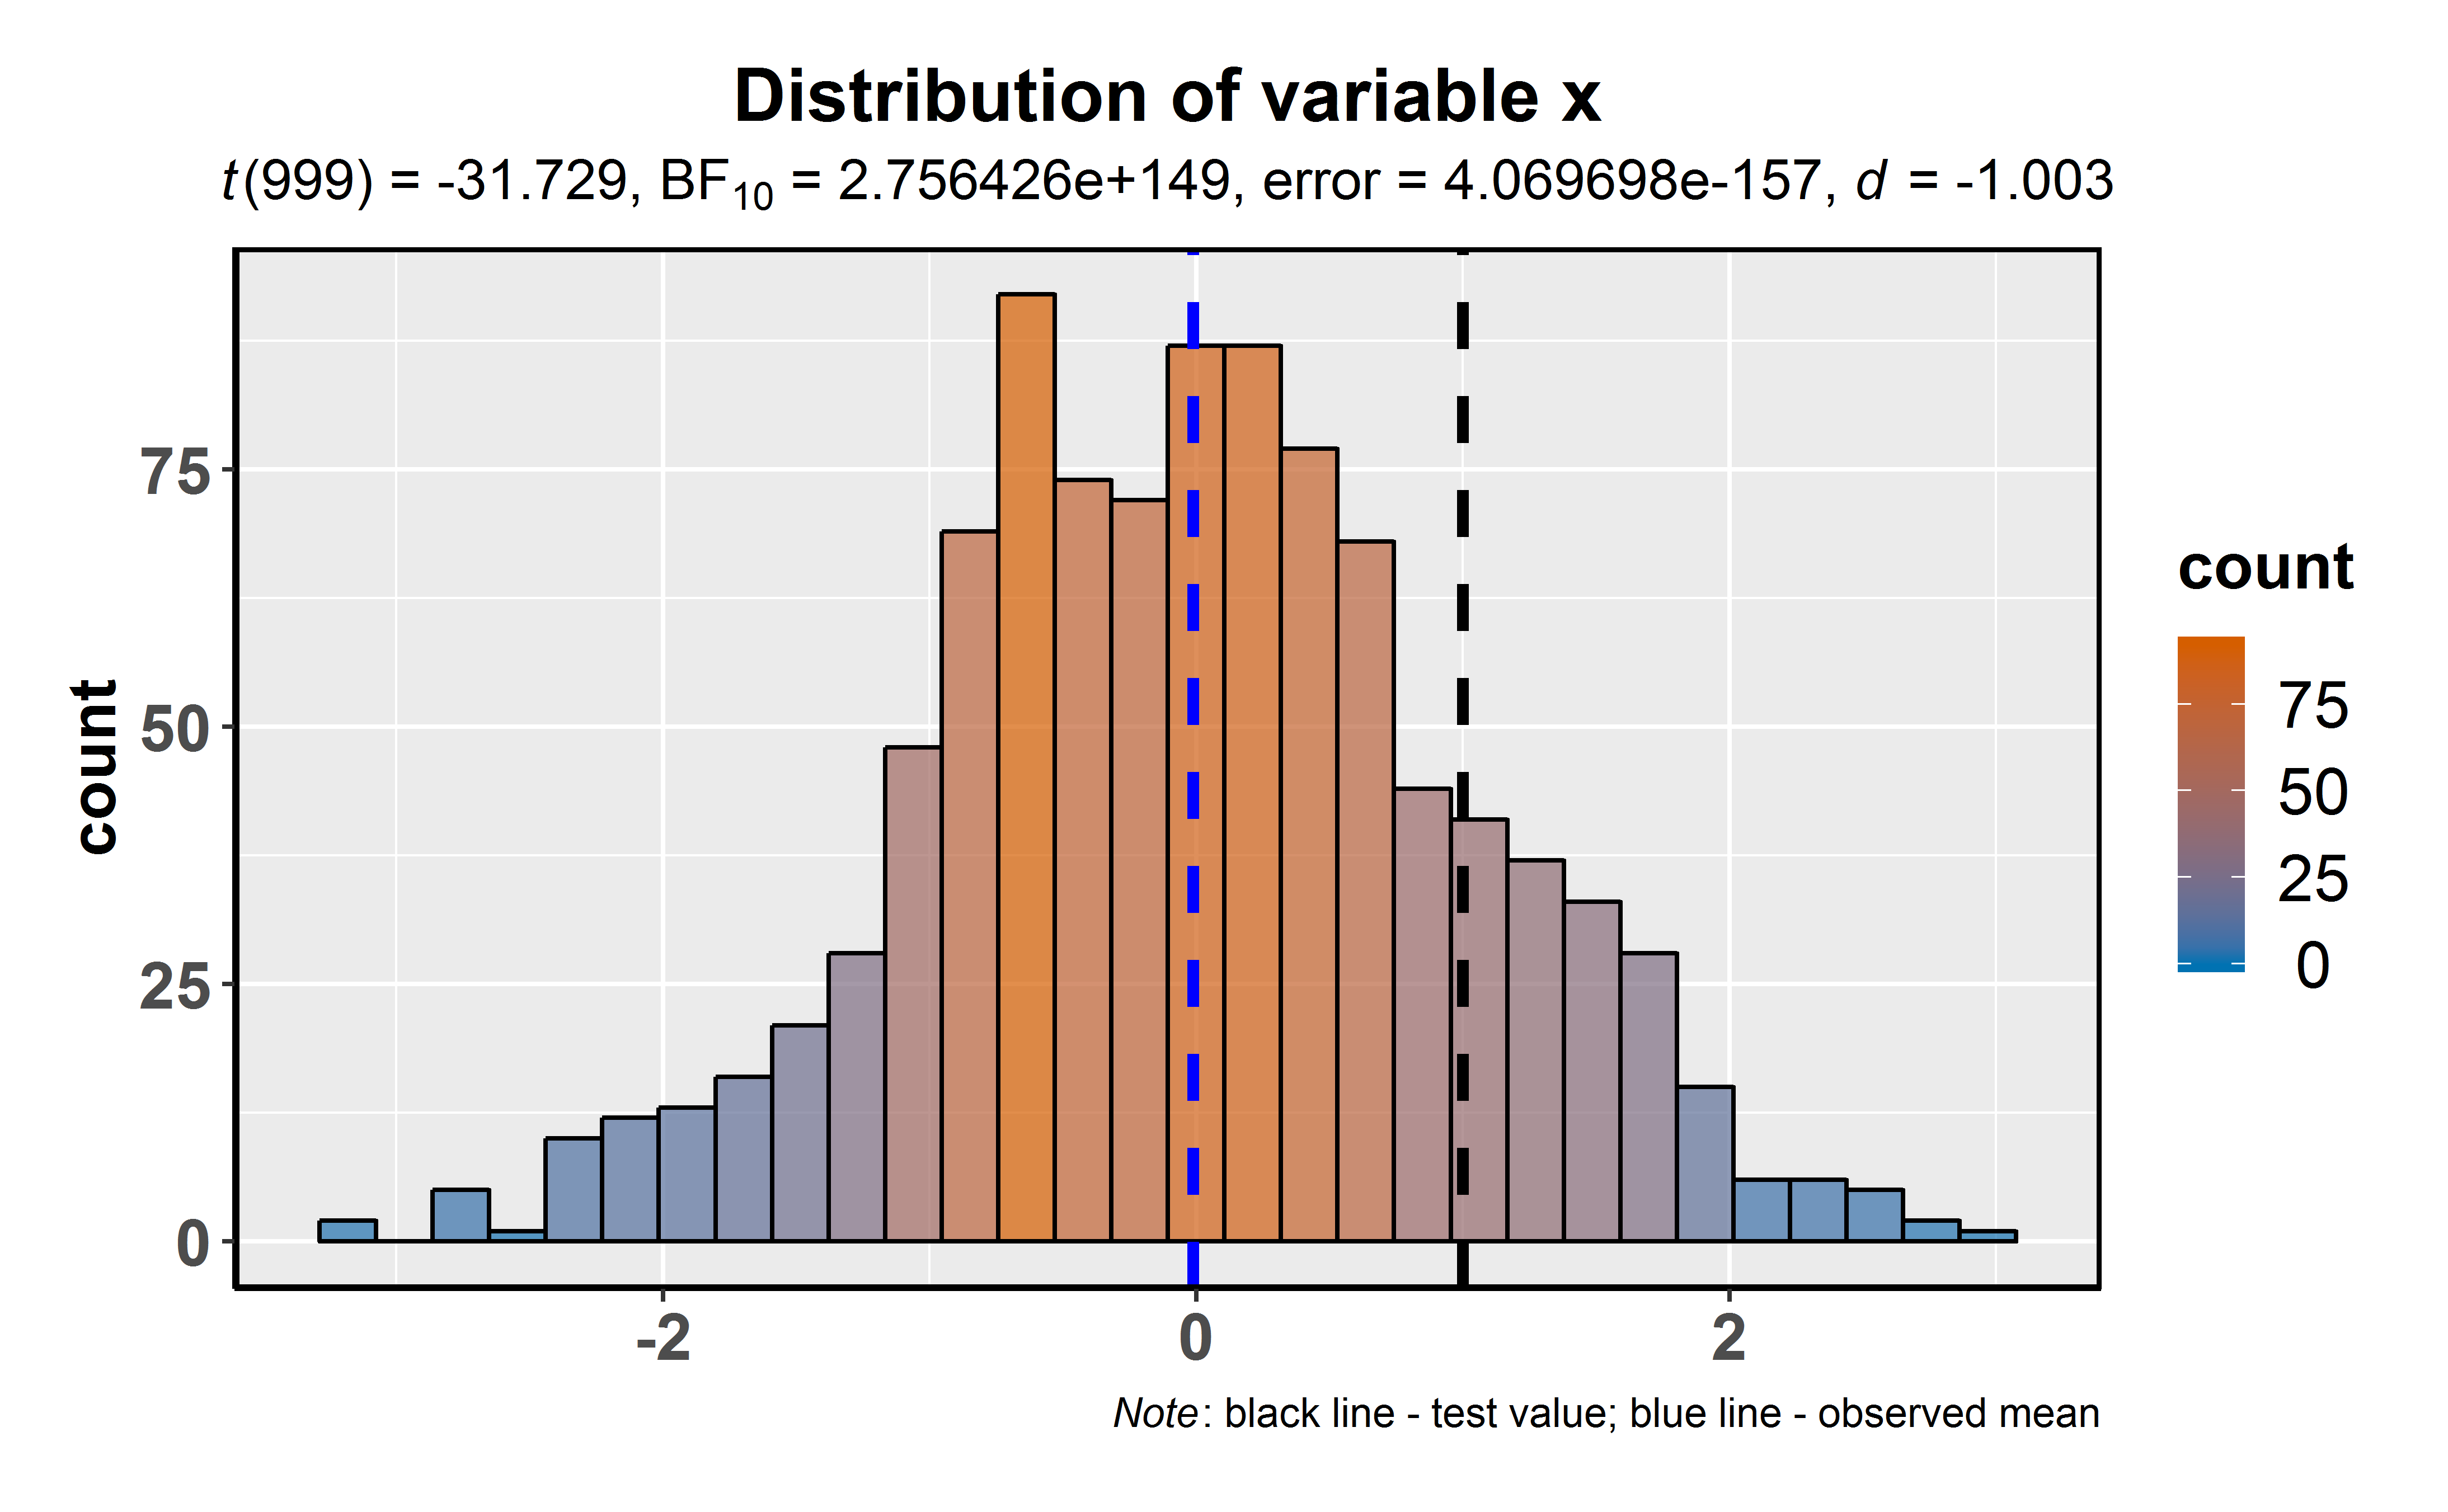 Distribution of variable x
t(999) = -31.729, BF₁₀ = 2.756426e+149, error = 4.069698e-157, d = -1.003
count
75
50
25
0
-2 0 2
count
75
50
25
0
Note: black line - test value; blue line - observed mean